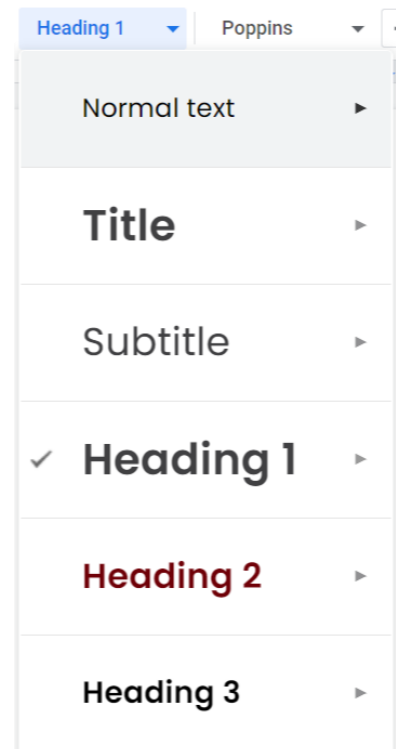 Heading 1 Poppins
Normal text
Title
Subtitle
Heading 1
Heading 2
Heading 3